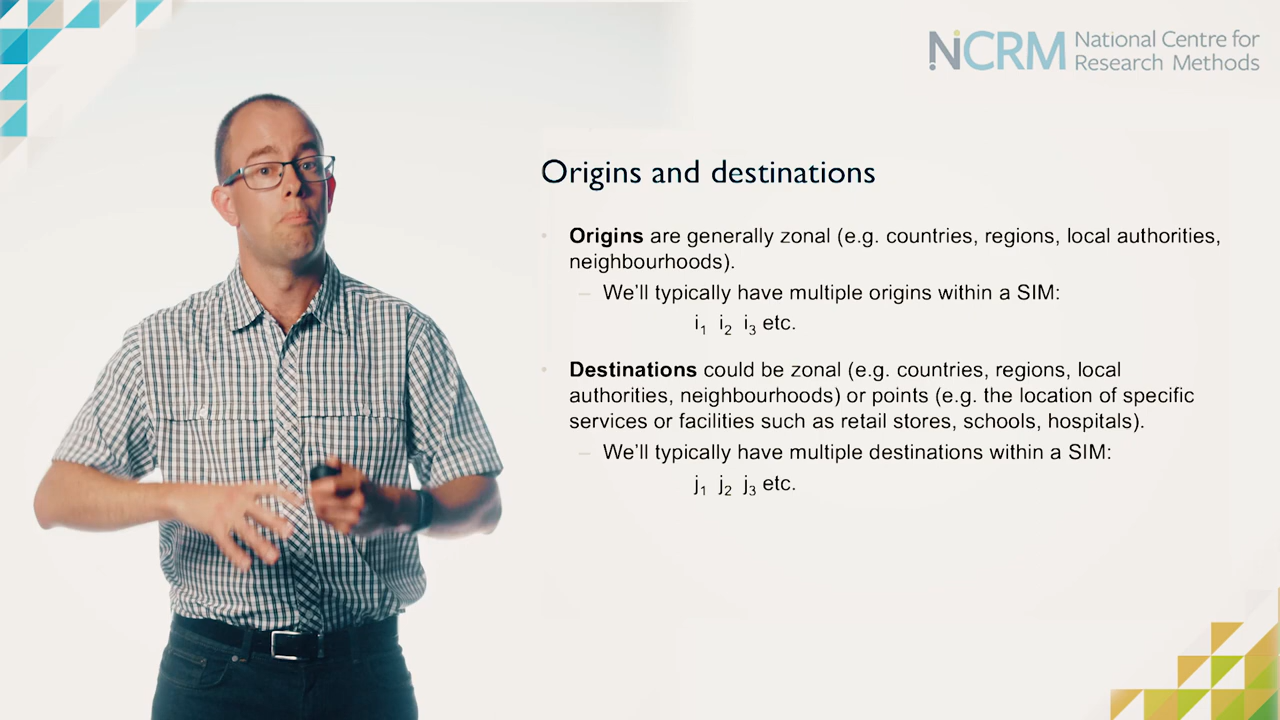 NCRM National Centre for
Research Methods
Origins and destinations
• Origins are generally zonal (e.g. countries, regions, local authorities,
neighbourhoods).
– We'll typically have multiple origins within a SIM:
i₁ i₂ i₃ etc.
• Destinations could be zonal (e.g. countries, regions, local
authorities, neighbourhoods) or points (e.g. the location of specific
services or facilities such as retail stores, schools, hospitals).
– We'll typically have multiple destinations within a SIM:
j₁ j₂ j₃ etc.